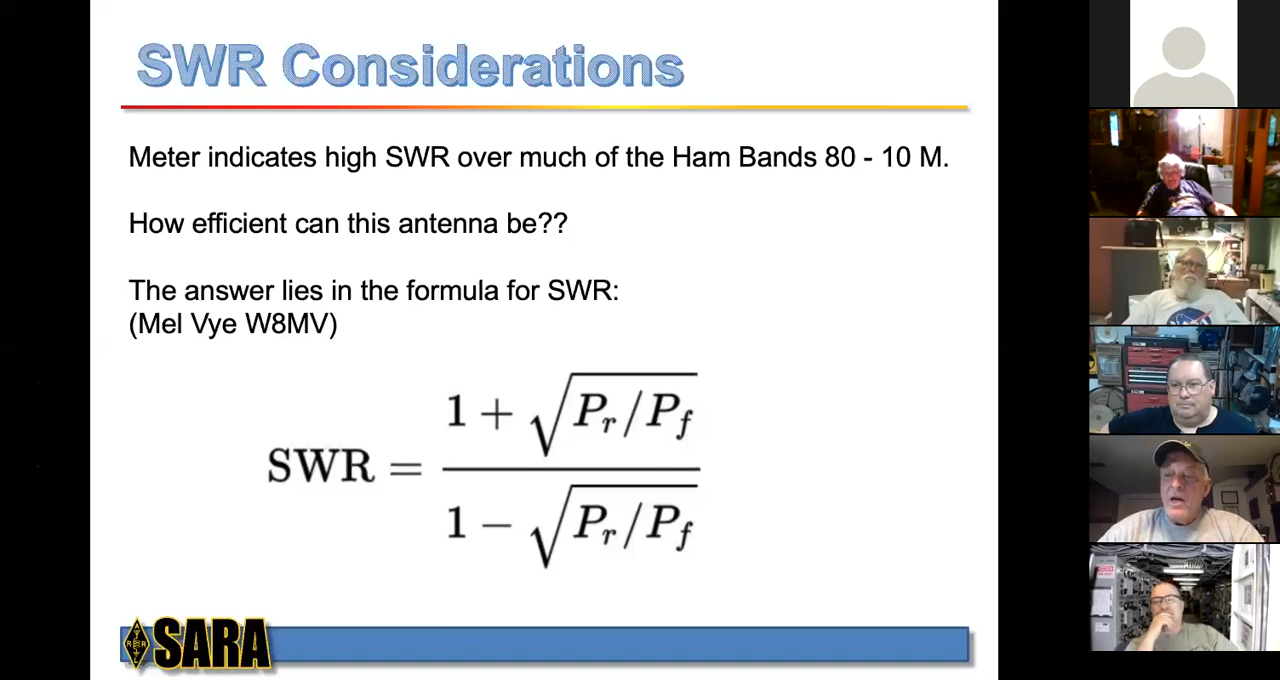 SWR Considerations
Meter indicates high SWR over much of the Ham Bands 80 - 10 M.
How efficient can this antenna be??
The answer lies in the formula for SWR:
(Mel Vye W8MV)
SWR = (1 + √(Pr/Pf)) / (1 − √(Pr/Pf))
SARA